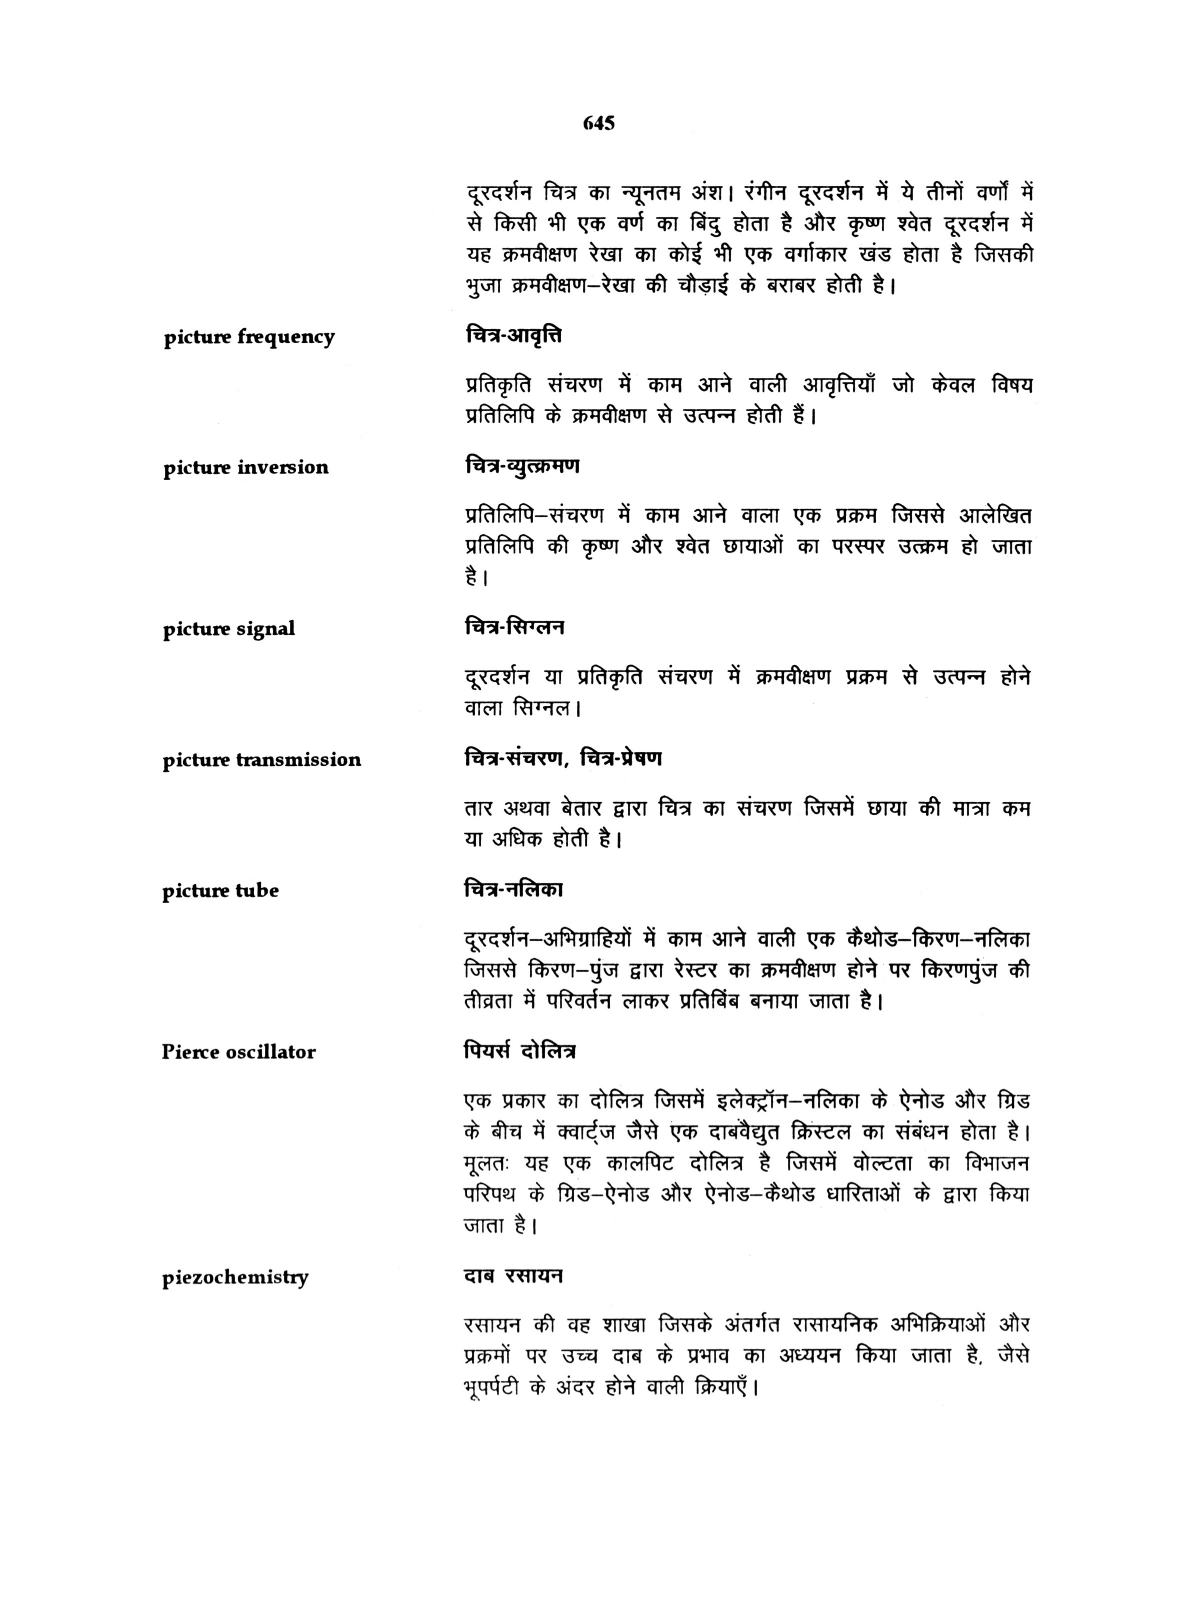 645
दूरदर्शन चित्र का न्यूनतम अंश। रंगीन दूरदर्शन में ये तीनों वर्णों में
से किसी भी एक वर्ण का बिंदु होता है और कृष्ण श्वेत दूरदर्शन में
यह क्रमवीक्षण रेखा का कोई भी एक वर्गाकार खंड होता है जिसकी
भुजा क्रमवीक्षण–रेखा की चौड़ाई के बराबर होती है।
picture frequency चित्र-आवृत्ति
प्रतिकृति संचरण में काम आने वाली आवृत्तियाँ जो केवल विषय
प्रतिलिपि के क्रमवीक्षण से उत्पन्न होती हैं।
picture inversion चित्र-व्युत्क्रमण
प्रतिलिपि–संचरण में काम आने वाला एक प्रक्रम जिससे आलेखित
प्रतिलिपि की कृष्ण और श्वेत छायाओं का परस्पर उत्क्रम हो जाता
है।
picture signal चित्र-सिग्लन
दूरदर्शन या प्रतिकृति संचरण में क्रमवीक्षण प्रक्रम से उत्पन्न होने
वाला सिग्नल।
picture transmission चित्र-संचरण, चित्र-प्रेषण
तार अथवा बेतार द्वारा चित्र का संचरण जिसमें छाया की मात्रा कम
या अधिक होती है।
picture tube चित्र-नलिका
दूरदर्शन–अभिग्राहियों में काम आने वाली एक कैथोड–किरण–नलिका
जिससे किरण–पुंज द्वारा रेस्टर का क्रमवीक्षण होने पर किरणपुंज की
तीव्रता में परिवर्तन लाकर प्रतिबिंब बनाया जाता है।
Pierce oscillator पियर्स दोलित्र
एक प्रकार का दोलित्र जिसमें इलेक्ट्रॉन–नलिका के ऐनोड और ग्रिड
के बीच में क्वार्ट्ज जैसे एक दाबवैद्युत क्रिस्टल का संबंधन होता है।
मूलतः यह एक कालपिट दोलित्र है जिसमें वोल्टता का विभाजन
परिपथ के ग्रिड–ऐनोड और ऐनोड–कैथोड धारिताओं के द्वारा किया
जाता है।
piezochemistry दाब रसायन
रसायन की वह शाखा जिसके अंतर्गत रासायनिक अभिक्रियाओं और
प्रक्रमों पर उच्च दाब के प्रभाव का अध्ययन किया जाता है, जैसे
भूपर्पटी के अंदर होने वाली क्रियाएँ।